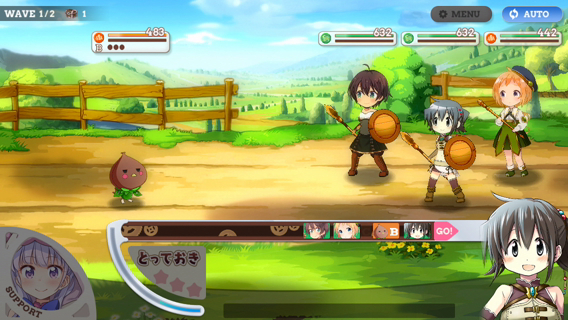 WAVE 1/2 1
MENU
AUTO
483
B
632
632
442
B
GO!
とっておき
SUPPORT